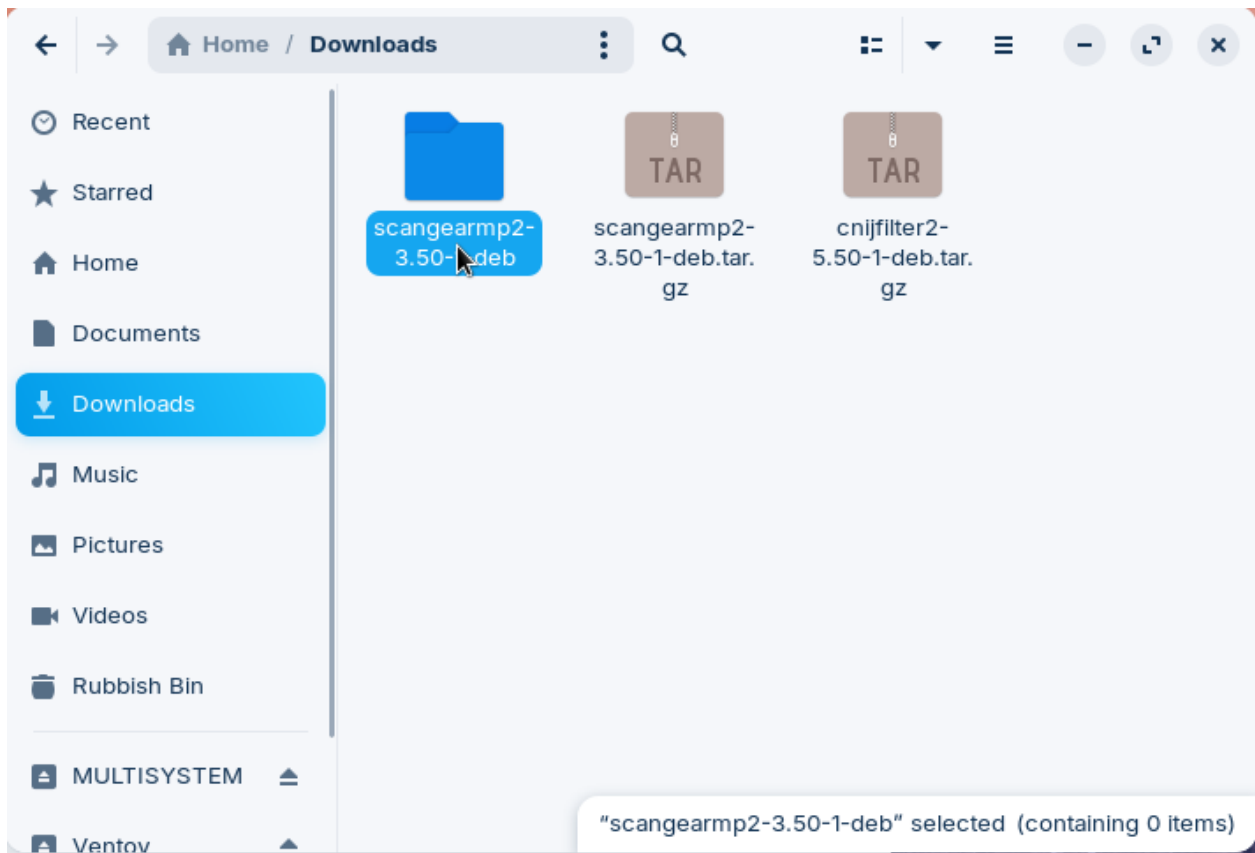 Home / Downloads
Recent
Starred
Home
Documents
Downloads
Music
Pictures
Videos
Rubbish Bin
MULTISYSTEM
Ventoy
scangearmp2-
3.50-1-deb
TAR
scangearmp2-
3.50-1-deb.tar.
gz
TAR
cnijfilter2-
5.50-1-deb.tar.
gz
“scangearmp2-3.50-1-deb” selected (containing 0 items)